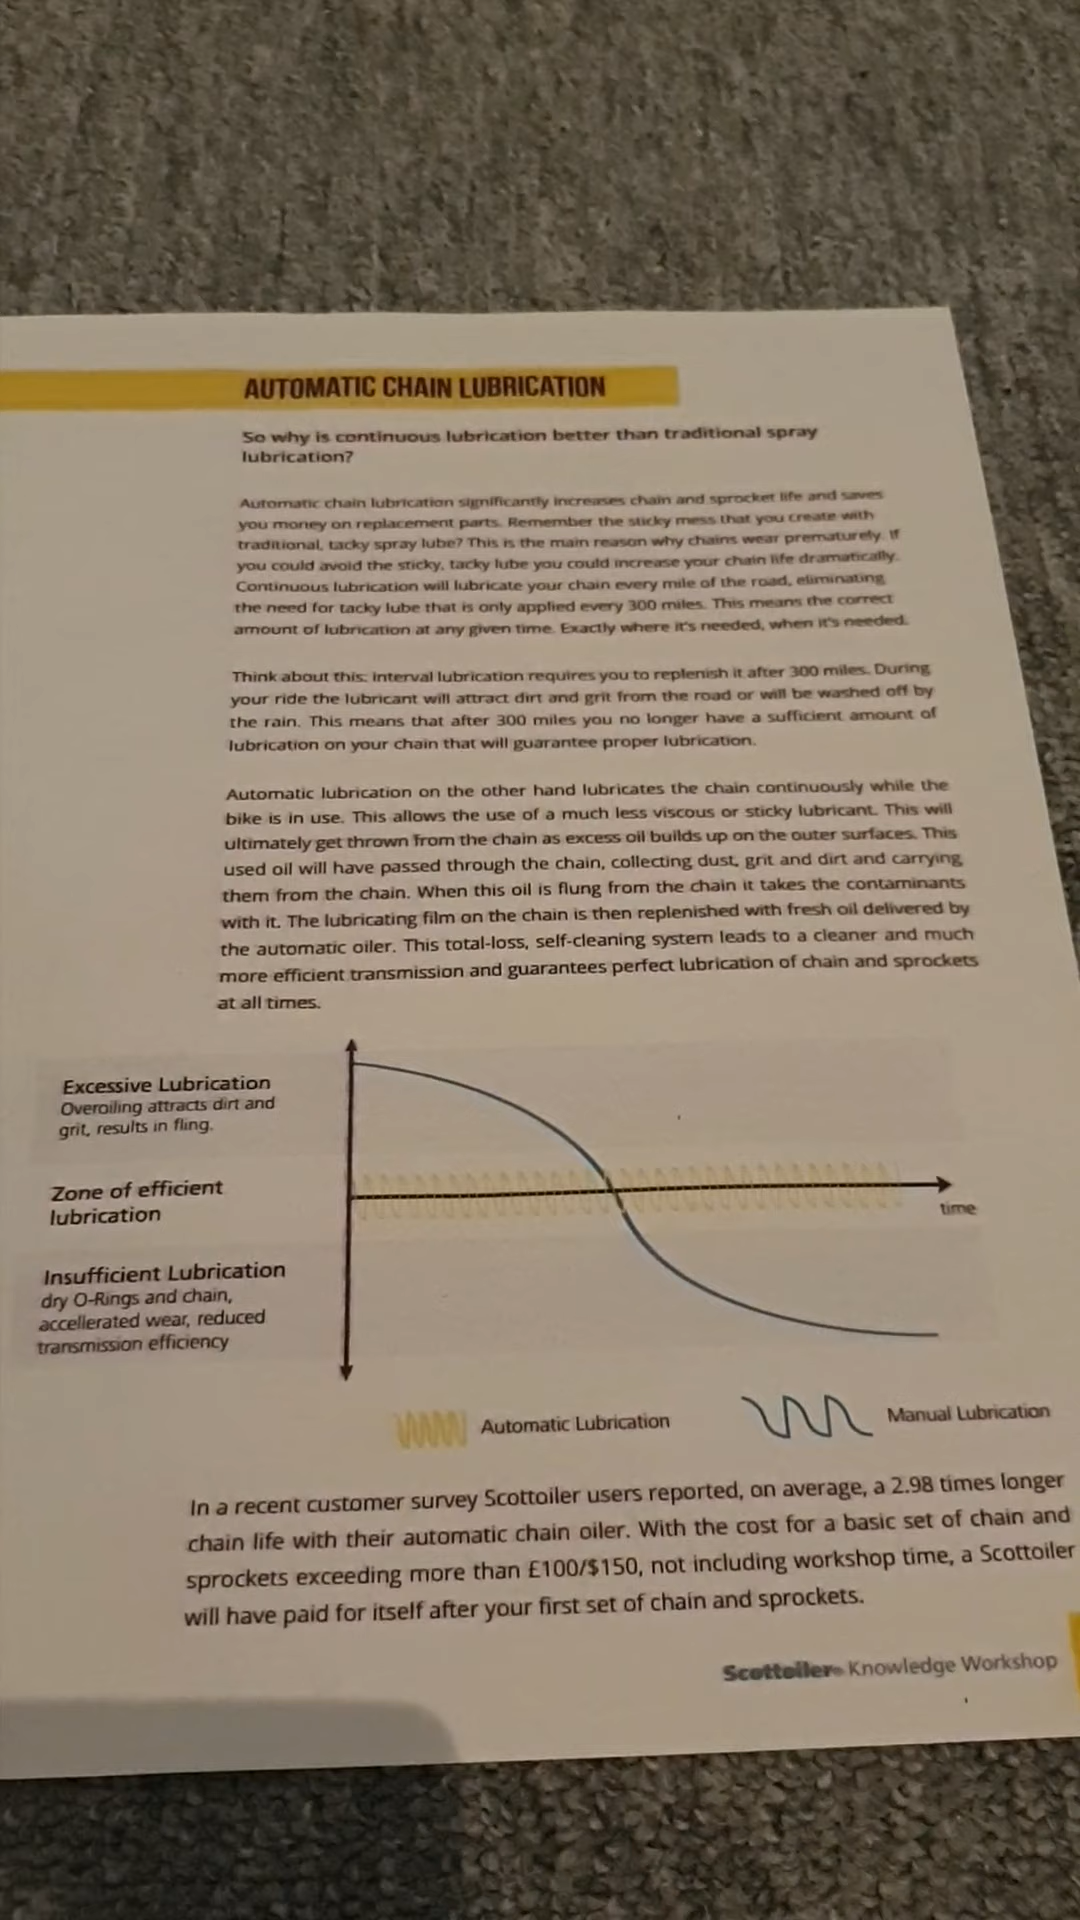 AUTOMATIC CHAIN LUBRICATION
So why is continuous lubrication better than traditional spray
lubrication?
Automatic chain lubrication significantly increases chain and sprocket life and saves
you money on replacement parts. Remember the sticky mess that you create with
traditional, tacky spray lube? This is the main reason why chains wear prematurely. If
you could avoid the sticky, tacky lube you could increase your chain life dramatically.
Continuous lubrication will lubricate your chain every mile of the road, eliminating
the need for tacky lube that is only applied every 300 miles. This means the correct
amount of lubrication at any given time. Exactly where it's needed, when it's needed.
Think about this: interval lubrication requires you to replenish it after 300 miles. During
your ride the lubricant will attract dirt and grit from the road or will be washed off by
the rain. This means that after 300 miles you no longer have a sufficient amount of
lubrication on your chain that will guarantee proper lubrication.
Automatic lubrication on the other hand lubricates the chain continuously while the
bike is in use. This allows the use of a much less viscous or sticky lubricant. This will
ultimately get thrown from the chain as excess oil builds up on the outer surfaces. This
used oil will have passed through the chain, collecting dust, grit and dirt and carrying
them from the chain. When this oil is flung from the chain it takes the contaminants
with it. The lubricating film on the chain is then replenished with fresh oil delivered by
the automatic oiler. This total-loss, self-cleaning system leads to a cleaner and much
more efficient transmission and guarantees perfect lubrication of chain and sprockets
at all times.
Excessive Lubrication
Overoiling attracts dirt and
grit, results in fling.
Zone of efficient
lubrication
time
Insufficient Lubrication
dry O-Rings and chain,
accellerated wear, reduced
transmission efficiency
Automatic Lubrication
Manual Lubrication
In a recent customer survey Scottoiler users reported, on average, a 2.98 times longer
chain life with their automatic chain oiler. With the cost for a basic set of chain and
sprockets exceeding more than £100/$150, not including workshop time, a Scottoiler
will have paid for itself after your first set of chain and sprockets.
Scottoiler® Knowledge Workshop